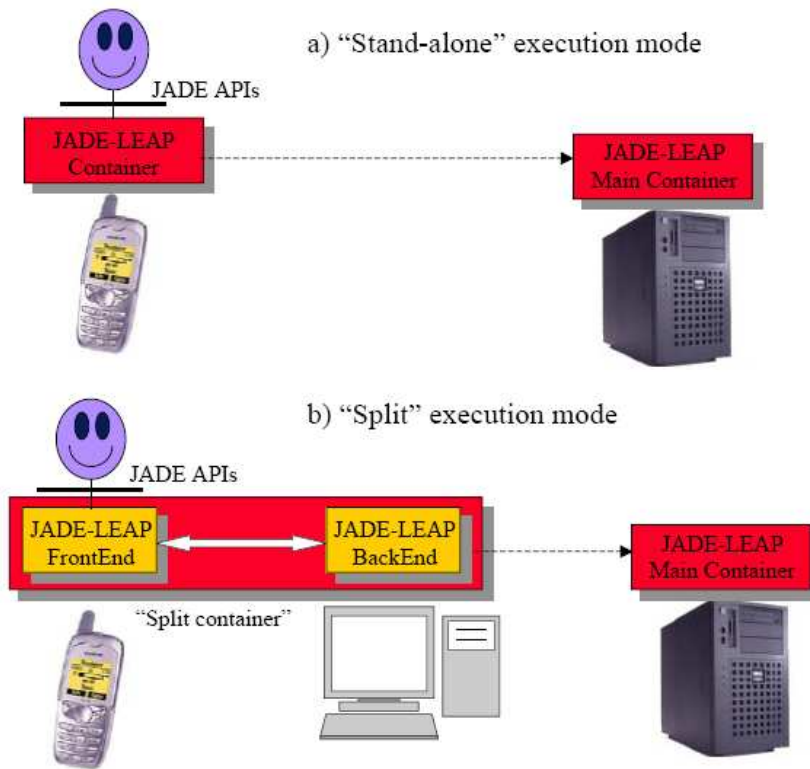 a) “Stand-alone” execution mode
JADE APIs
JADE-LEAP
Container
JADE-LEAP
Main Container
b) “Split” execution mode
JADE APIs
JADE-LEAP
FrontEnd
JADE-LEAP
BackEnd
JADE-LEAP
Main Container
“Split container”